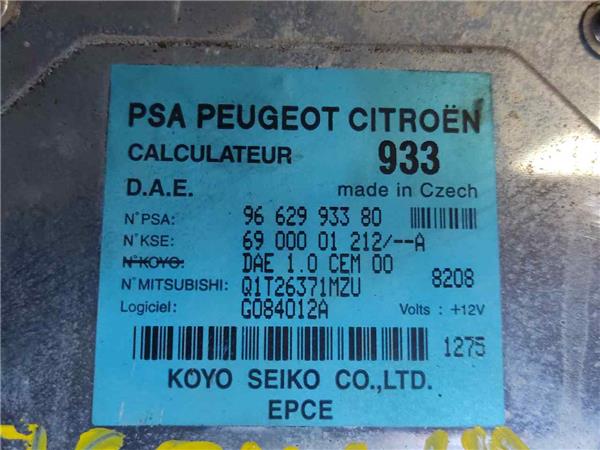 PSA PEUGEOT CITROËN
CALCULATEUR 933
D.A.E. made in Czech
N°PSA: 96 629 933 80
N°KSE: 69 000 01 212/--A
N°KOYO: DAE 1.0 CEM 00
N°MITSUBISHI: Q1T26371MZU 8208
Logiciel: G084012A Volts : +12V
1275
KOYO SEIKO CO.,LTD.
EPCE